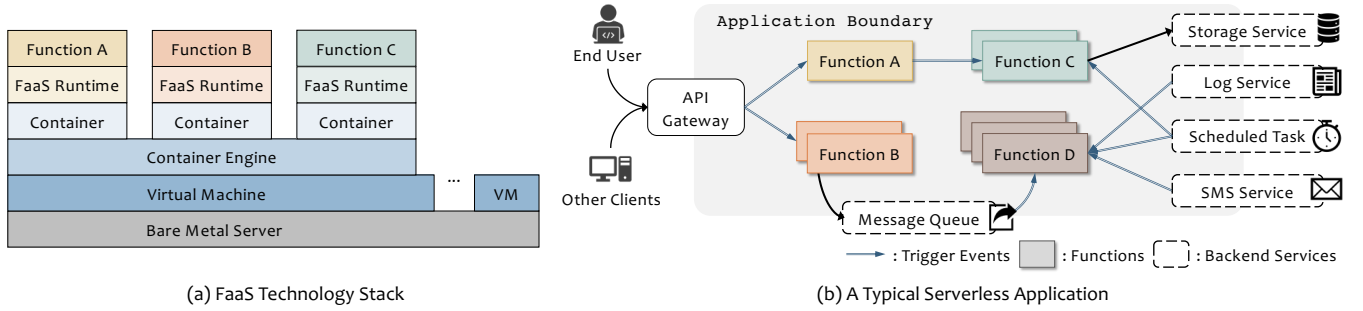 Function A
Function B
Function C
FaaS Runtime
FaaS Runtime
FaaS Runtime
Container
Container
Container
Container Engine
Virtual Machine
...
VM
Bare Metal Server
(a) FaaS Technology Stack
Application Boundary
End User
Other Clients
API
Gateway
Function A
Function B
Function C
Function D
Message Queue
Storage Service
Log Service
Scheduled Task
SMS Service
: Trigger Events
: Functions
: Backend Services
(b) A Typical Serverless Application